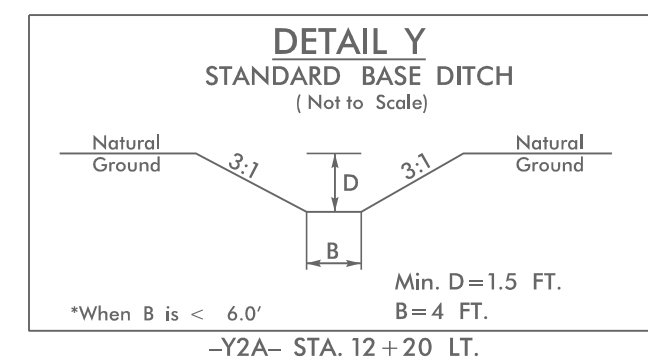 DETAIL Y
STANDARD BASE DITCH
( Not to Scale)
Natural
Ground
3:1
D
3:1
Natural
Ground
B
Min. D=1.5 FT.
*When B is < 6.0'
B=4 FT.
-Y2A- STA. 12+20 LT.